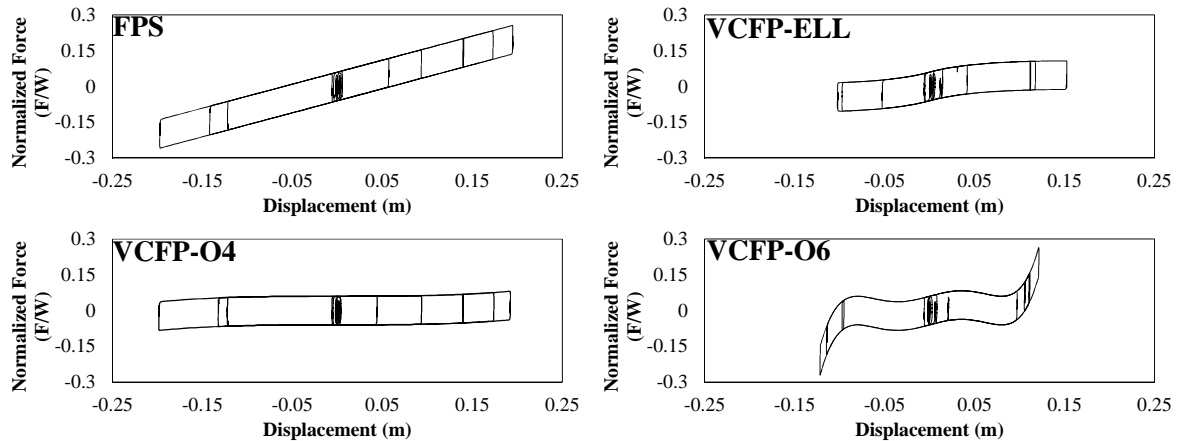 FPS
Normalized Force
(F/W)
0.3
0.15
0
-0.15
-0.3
-0.25 -0.15 -0.05 0.05 0.15 0.25
Displacement (m)
VCFP-ELL
Normalized Force
(F/W)
0.3
0.15
0
-0.15
-0.3
-0.25 -0.15 -0.05 0.05 0.15 0.25
Displacement (m)
VCFP-O4
Normalized Force
(F/W)
0.3
0.15
0
-0.15
-0.3
-0.25 -0.15 -0.05 0.05 0.15 0.25
Displacement (m)
VCFP-O6
Normalized Force
(F/W)
0.3
0.15
0
-0.15
-0.3
-0.25 -0.15 -0.05 0.05 0.15 0.25
Displacement (m)